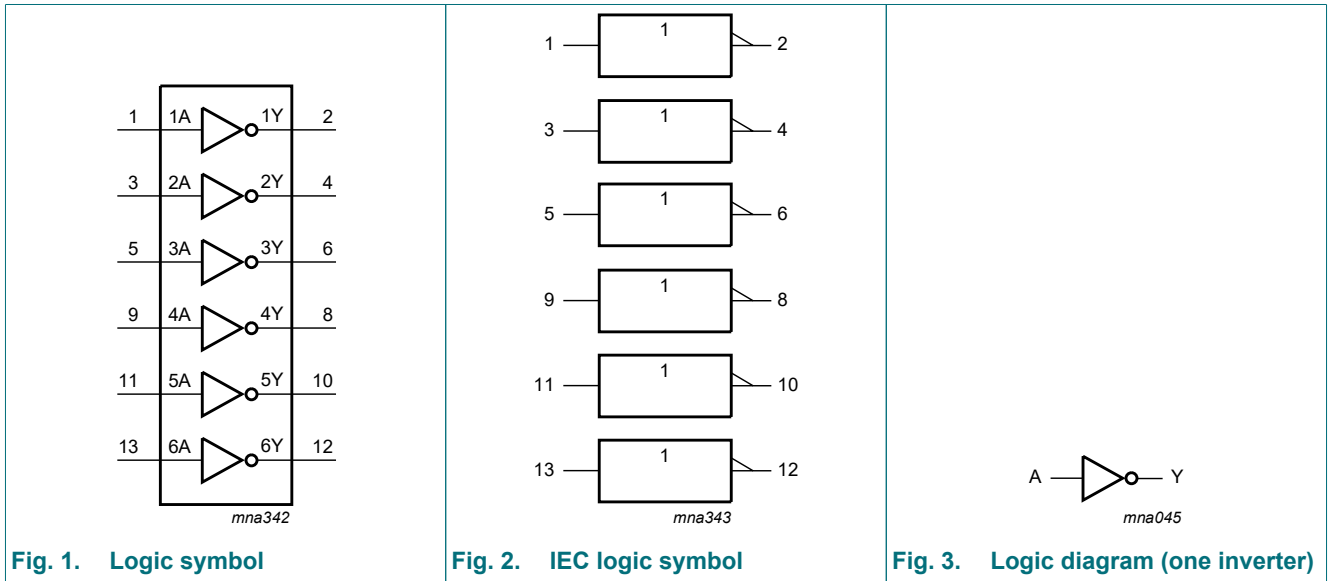 1 1A 1Y 2
3 2A 2Y 4
5 3A 3Y 6
9 4A 4Y 8
11 5A 5Y 10
13 6A 6Y 12
mna342
Fig. 1. Logic symbol
1 1 2
3 1 4
5 1 6
9 1 8
11 1 10
13 1 12
mna343
Fig. 2. IEC logic symbol
A Y
mna045
Fig. 3. Logic diagram (one inverter)